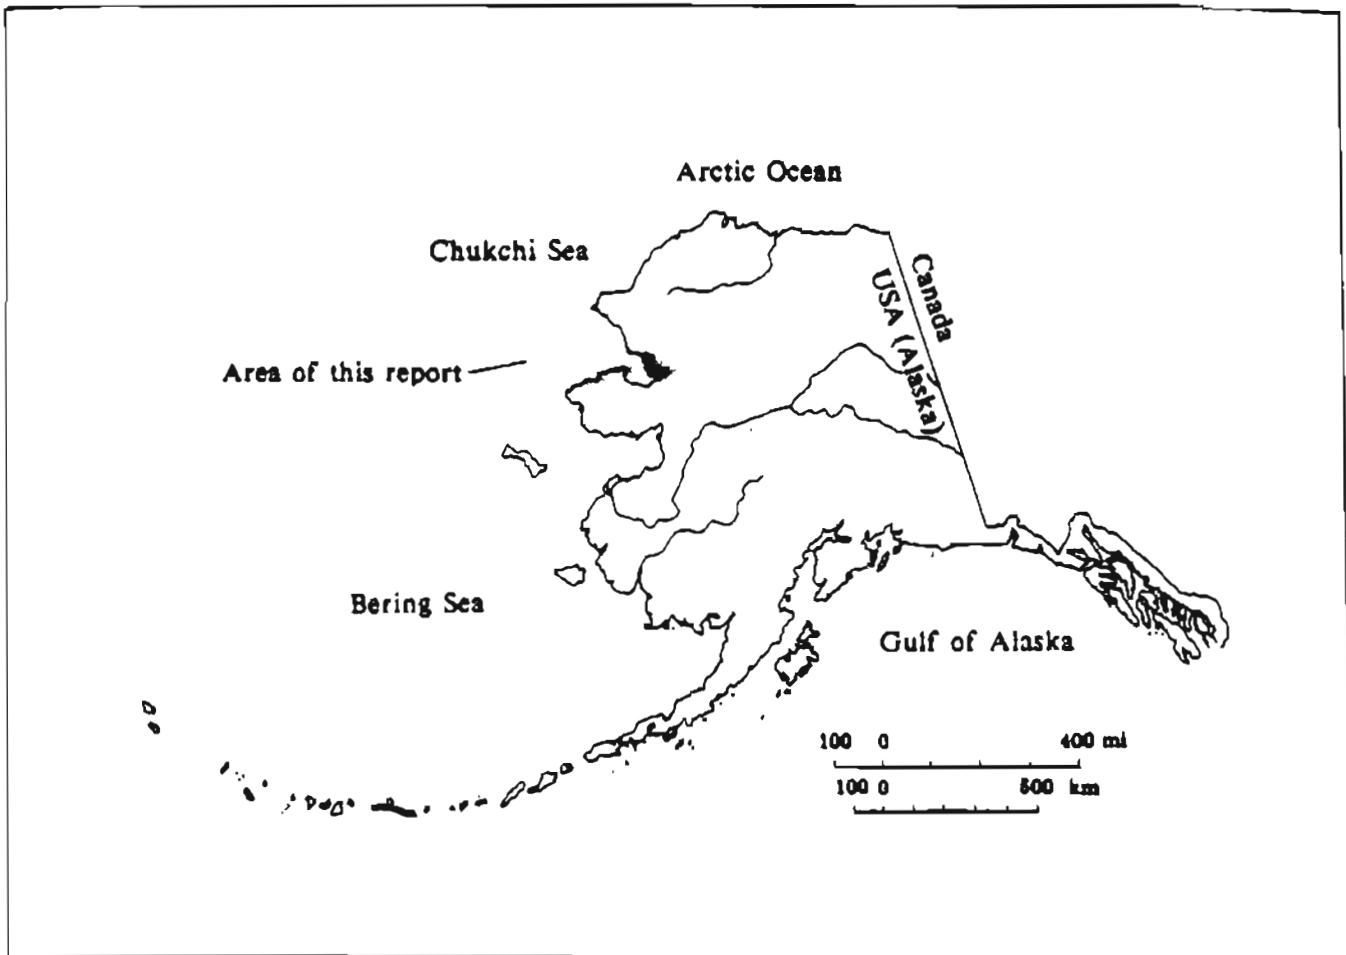 Arctic Ocean
Chukchi Sea
Canada
USA (Alaska)
Area of this report
Bering Sea
Gulf of Alaska
100 0 400 mi
100 0 500 km